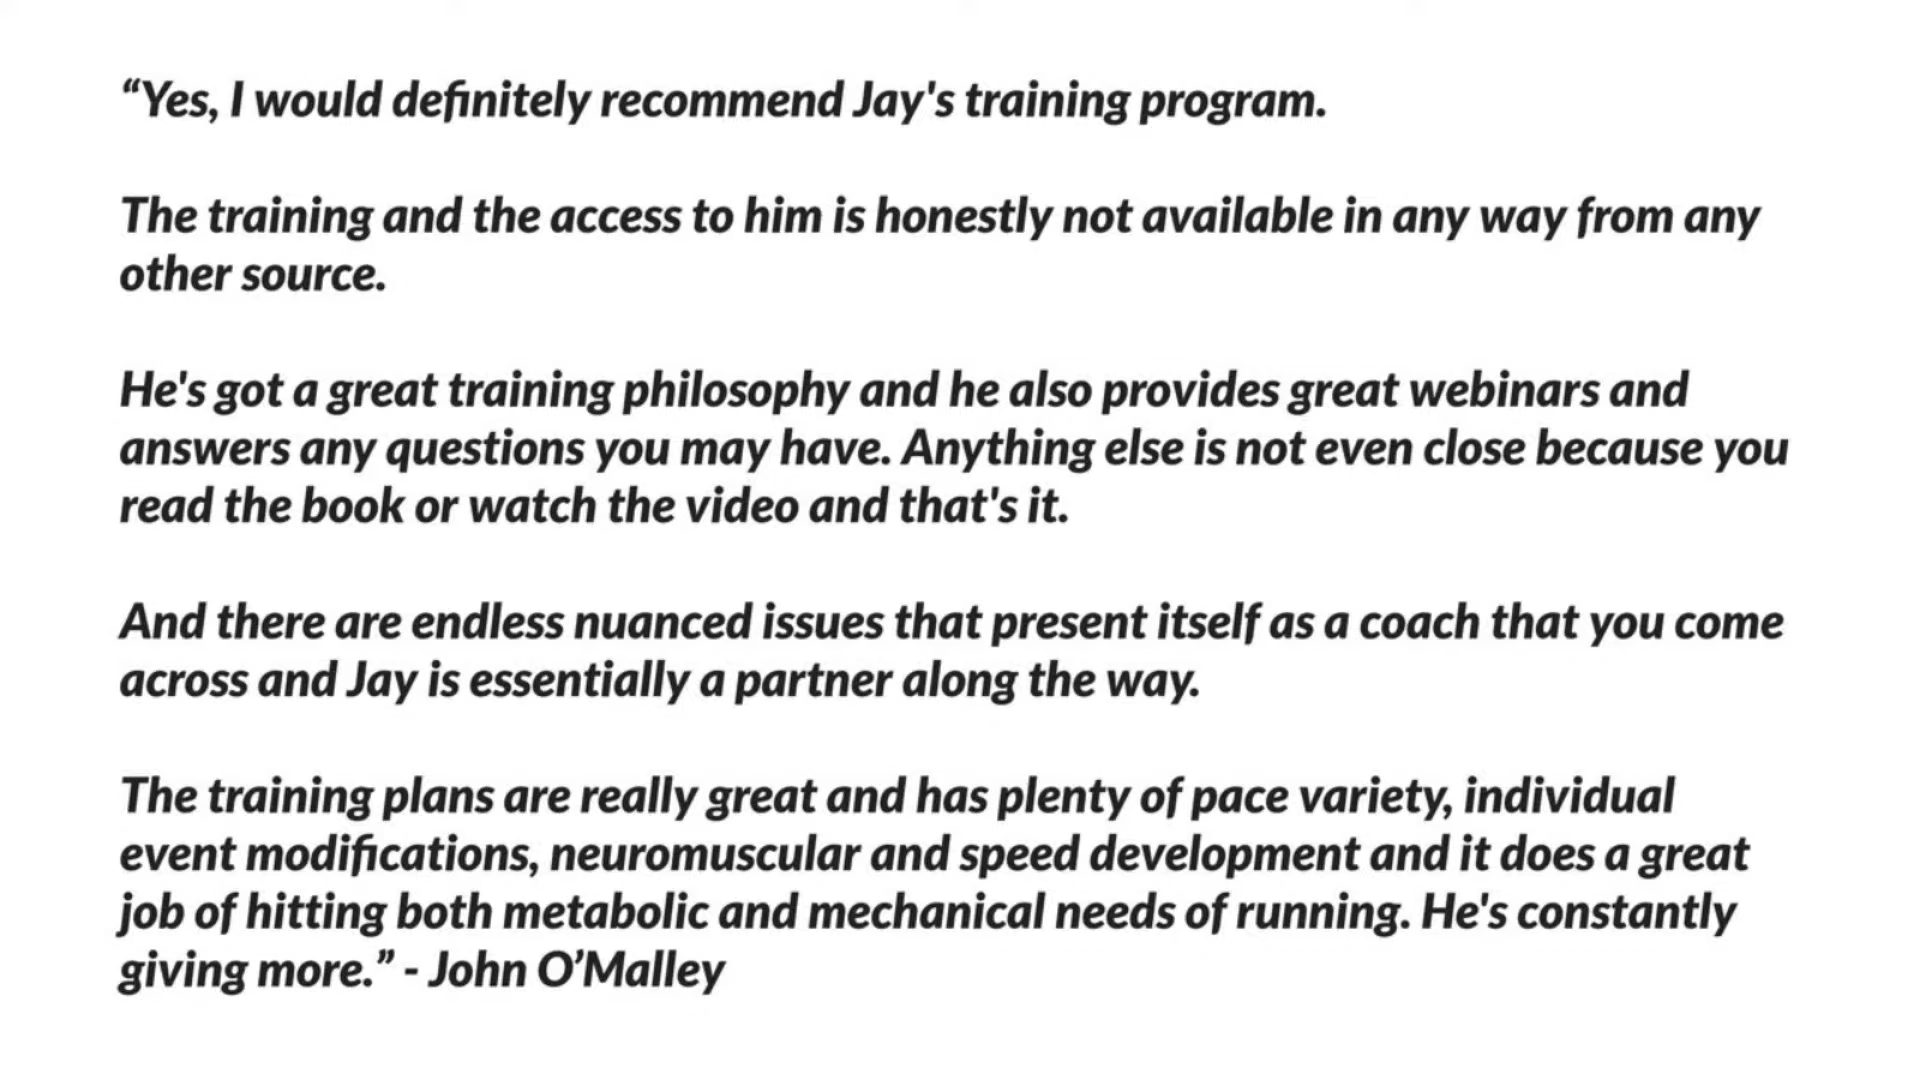 “Yes, I would definitely recommend Jay's training program.
The training and the access to him is honestly not available in any way from any
other source.
He's got a great training philosophy and he also provides great webinars and
answers any questions you may have. Anything else is not even close because you
read the book or watch the video and that's it.
And there are endless nuanced issues that present itself as a coach that you come
across and Jay is essentially a partner along the way.
The training plans are really great and has plenty of pace variety, individual
event modifications, neuromuscular and speed development and it does a great
job of hitting both metabolic and mechanical needs of running. He's constantly
giving more.” - John O’Malley